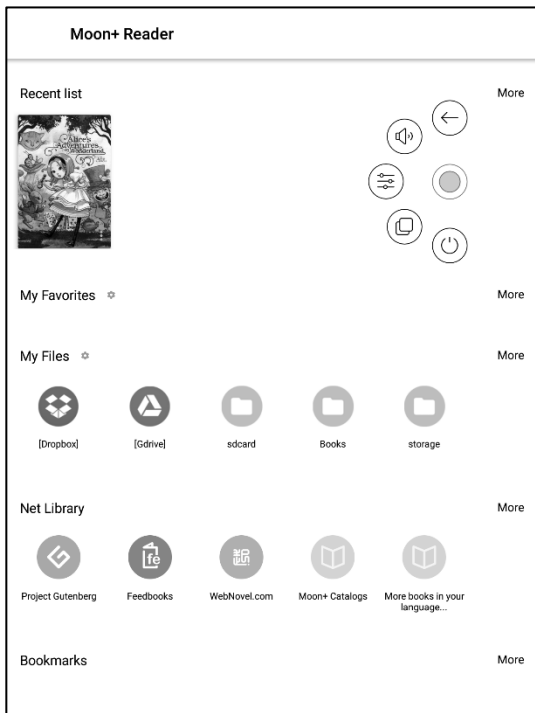 Moon+ Reader
Recent list
More
Alice's
Adventures
in Wonderland
My Favorites
More
My Files
More
[Dropbox]
[Gdrive]
sdcard
Books
storage
Net Library
More
fe
Project Gutenberg
Feedbooks
WebNovel.com
Moon+ Catalogs
More books in your
language...
Bookmarks
More